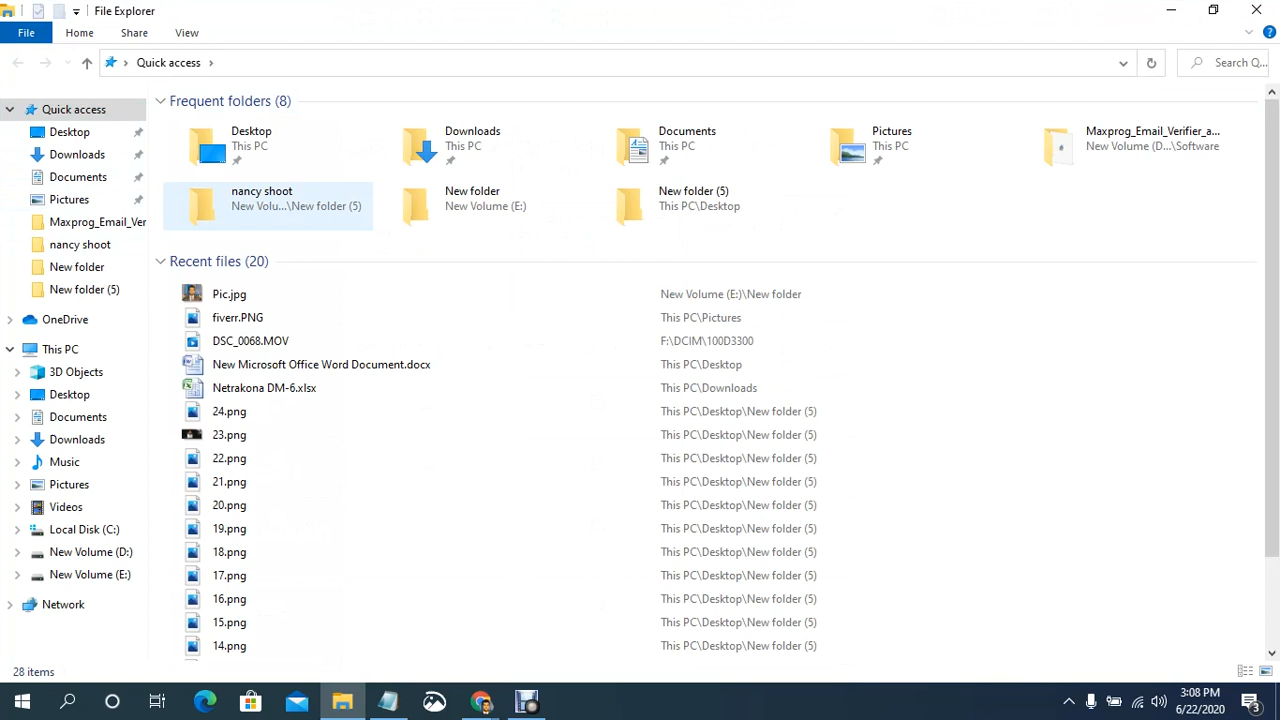 File Explorer
File Home Share View
Quick access Search Q...
Quick access
Desktop
Downloads
Documents
Pictures
Maxprog_Email_Ver
nancy shoot
New folder
New folder (5)
OneDrive
This PC
3D Objects
Desktop
Documents
Downloads
Music
Pictures
Videos
Local Disk (C:)
New Volume (D:)
New Volume (E:)
Network
Frequent folders (8)
Desktop
This PC
Downloads
This PC
Documents
This PC
Pictures
This PC
Maxprog_Email_Verifier_a...
New Volume (D...\Software
nancy shoot
New Volu...\New folder (5)
New folder
New Volume (E:)
New folder (5)
This PC\Desktop
Recent files (20)
Pic.jpg New Volume (E:)\New folder
fiverr.PNG This PC\Pictures
DSC_0068.MOV F:\DCIM\100D3300
New Microsoft Office Word Document.docx This PC\Desktop
Netrakona DM-6.xlsx This PC\Downloads
24.png This PC\Desktop\New folder (5)
23.png This PC\Desktop\New folder (5)
22.png This PC\Desktop\New folder (5)
21.png This PC\Desktop\New folder (5)
20.png This PC\Desktop\New folder (5)
19.png This PC\Desktop\New folder (5)
18.png This PC\Desktop\New folder (5)
17.png This PC\Desktop\New folder (5)
16.png This PC\Desktop\New folder (5)
15.png This PC\Desktop\New folder (5)
14.png This PC\Desktop\New folder (5)
28 items
3:08 PM
6/22/2020
3